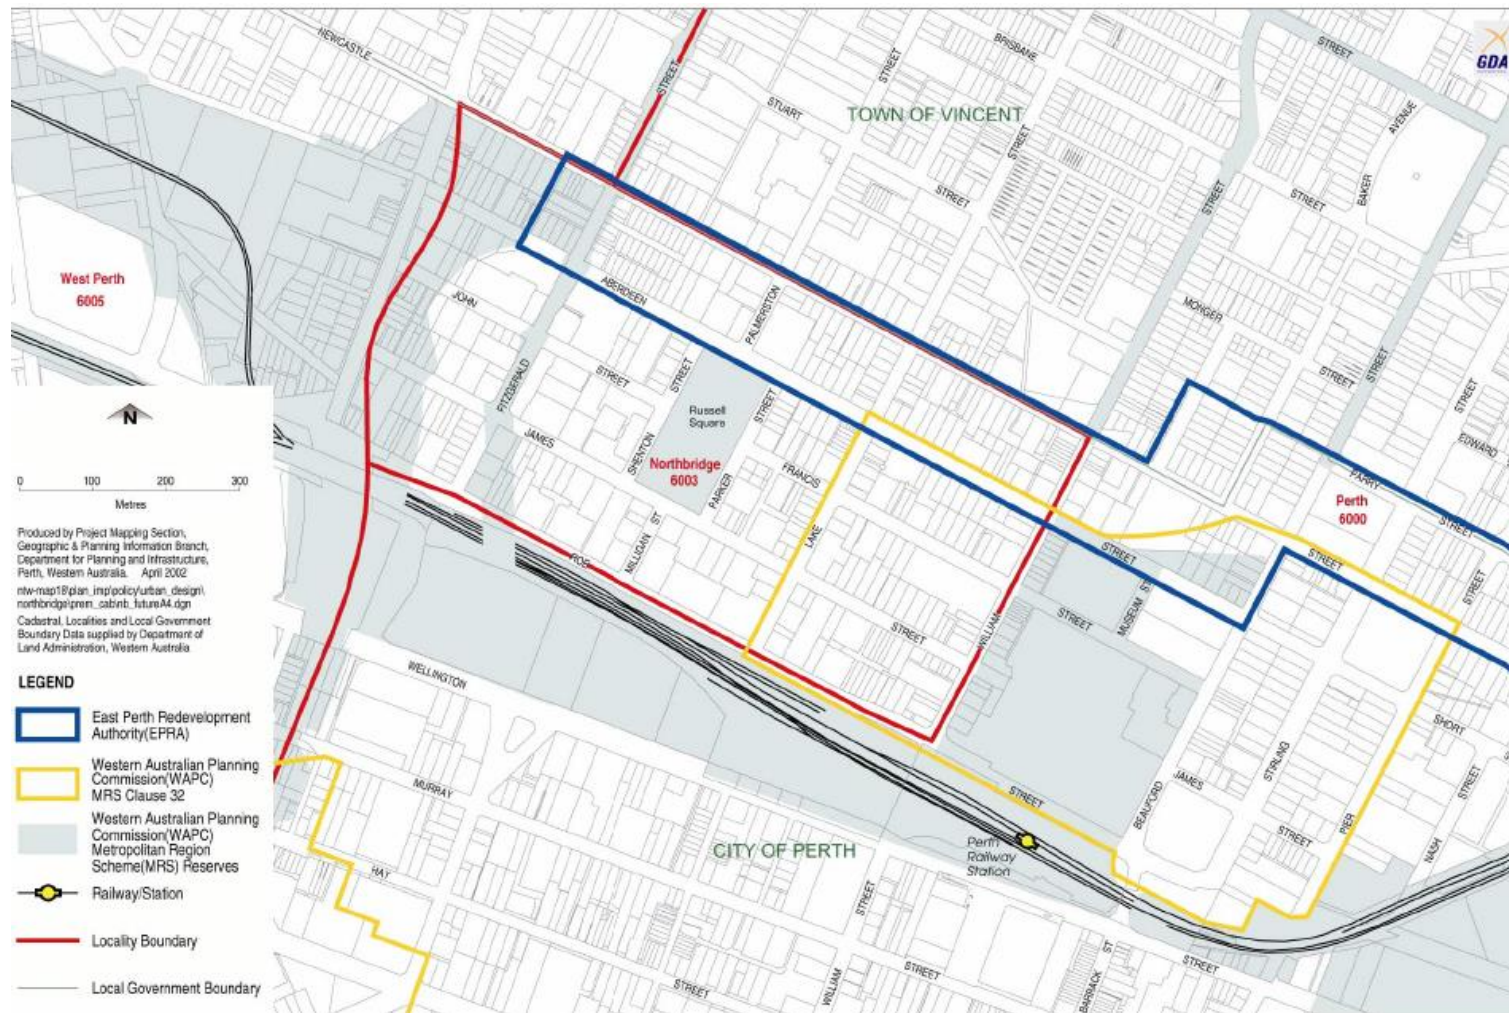 NEWCASTLE
STREET
STREET
BRISBANE
STREET
GDA
STUART
TOWN OF VINCENT
STREET
AVENUE
STREET
STREET
STREET
BAKER
West Perth
6005
JOHN
ABERDEEN
PALMERSTON
MONGER
STREET
STREET
FITZGERALD
STREET
STREET
STREET
Russell
Square
STREET
STREET
EDWARD
JAMES
SHENTON
Northbridge
6003
PARKER
FRANCIS
PARRY
STREET
Perth
6000
N
0 100 200 300
Metres
LAKE
MILLIGAN ST
ROE
STREET
STREET
STREET
Produced by Project Mapping Section,
Geographic & Planning Information Branch,
Department for Planning and Infrastructure,
Perth, Western Australia. April 2002
Cadastral, Localities and Local Government
Boundary Data supplied by Department of
Land Administration, Western Australia
MUSEUM ST
STREET
STREET
WILLIAM
WELLINGTON
LEGEND
East Perth Redevelopment
Authority(EPRA)
Western Australian Planning
Commission(WAPC)
MRS Clause 32
Western Australian Planning
Commission(WAPC)
Metropolitan Region
Scheme(MRS) Reserves
Railway/Station
Locality Boundary
Local Government Boundary
MURRAY
HAY
STREET
CITY OF PERTH
STREET
Perth
Railway
Station
BEAUFORD
JAMES
STIRLING
STREET
PIER
SHORT
STREET
NASH
STREET
STREET
WILLIAM
STREET
BARRACK ST
STREET